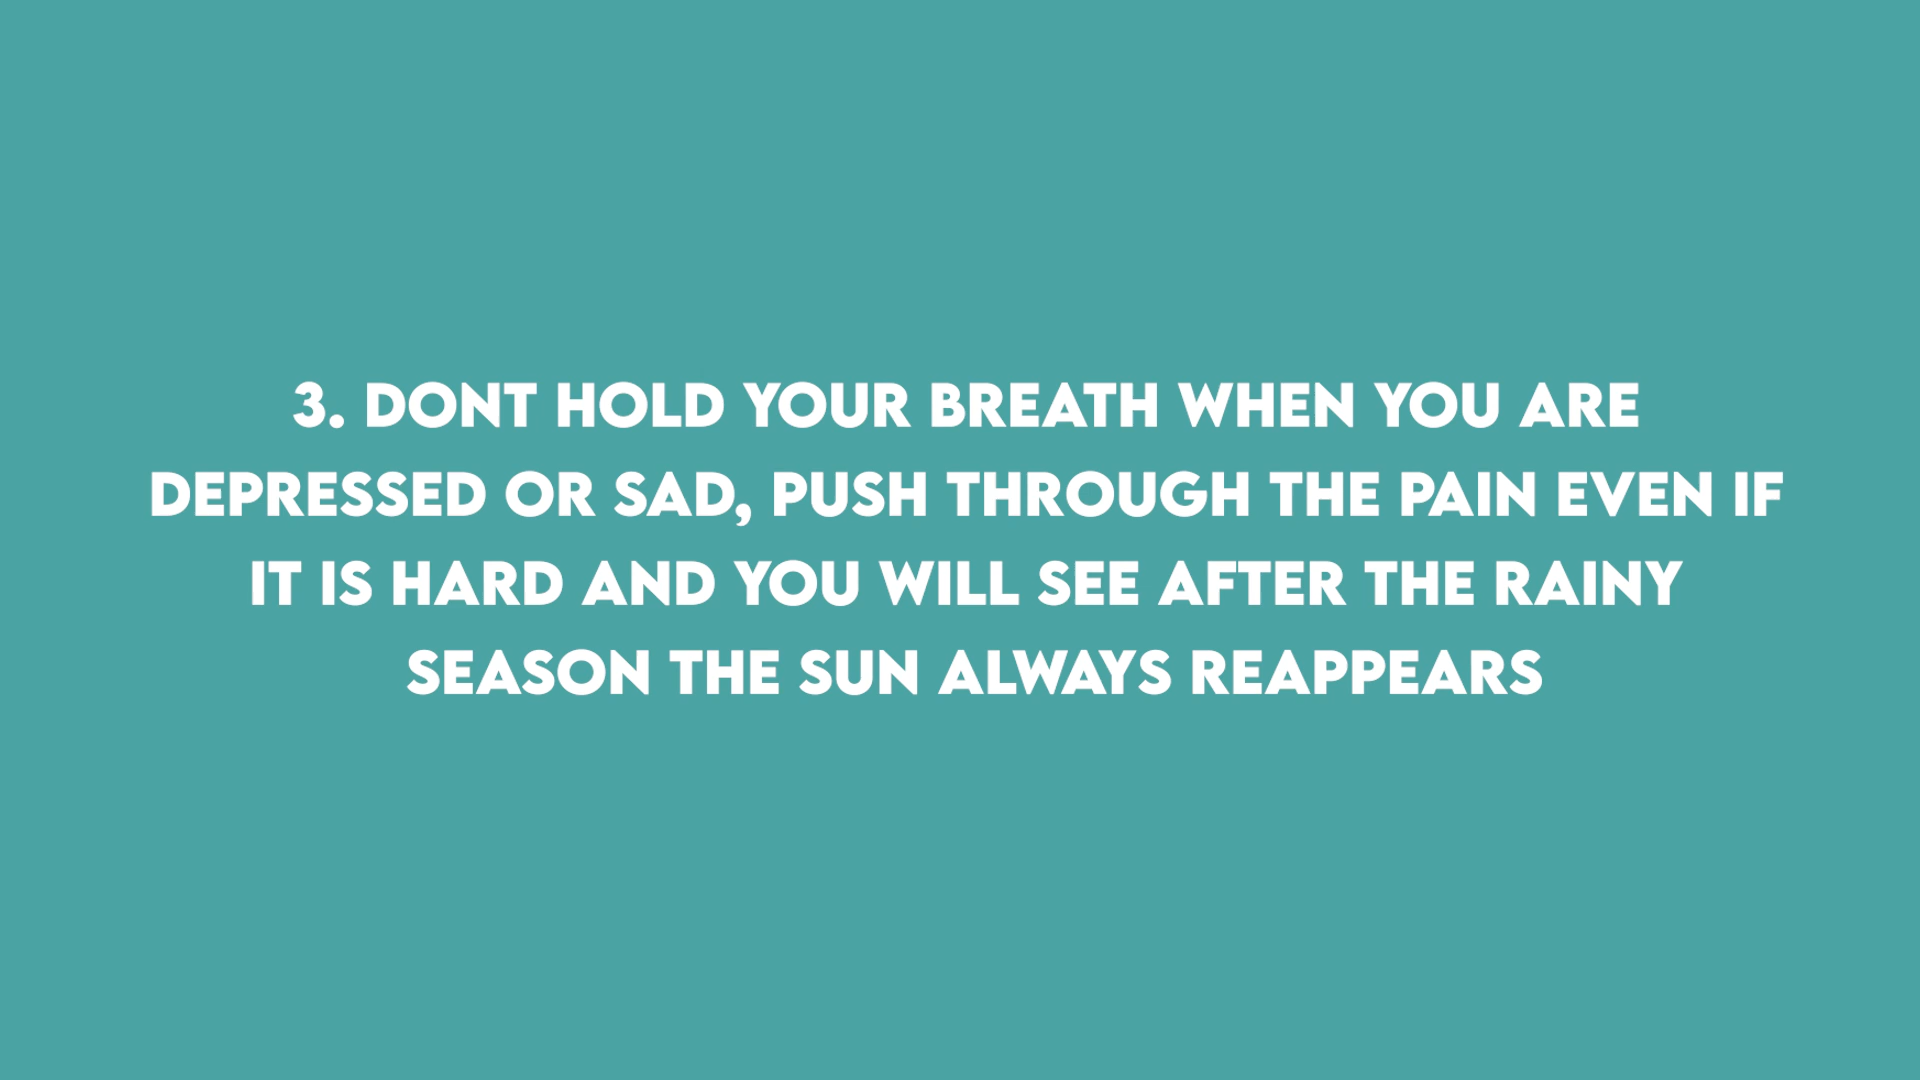 3. DONT HOLD YOUR BREATH WHEN YOU ARE
DEPRESSED OR SAD, PUSH THROUGH THE PAIN EVEN IF
IT IS HARD AND YOU WILL SEE AFTER THE RAINY
SEASON THE SUN ALWAYS REAPPEARS